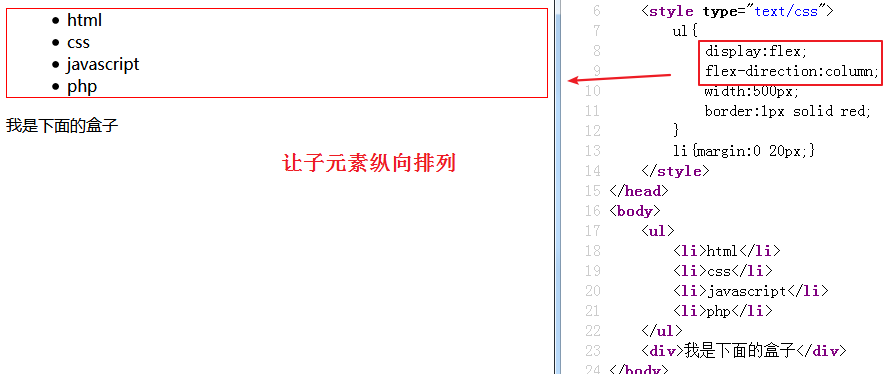 html
css
javascript
php
我是下面的盒子
让子元素纵向排列
6 <style type="text/css">
7 ul{
8 display:flex;
9 flex-direction:column;
10 width:500px;
11 border:1px solid red;
12 }
13 li{margin:0 20px;}
14 </style>
15 </head>
16 <body>
17 <ul>
18 <li>html</li>
19 <li>css</li>
20 <li>javascript</li>
21 <li>php</li>
22 </ul>
23 <div>我是下面的盒子</div>
24 </body>